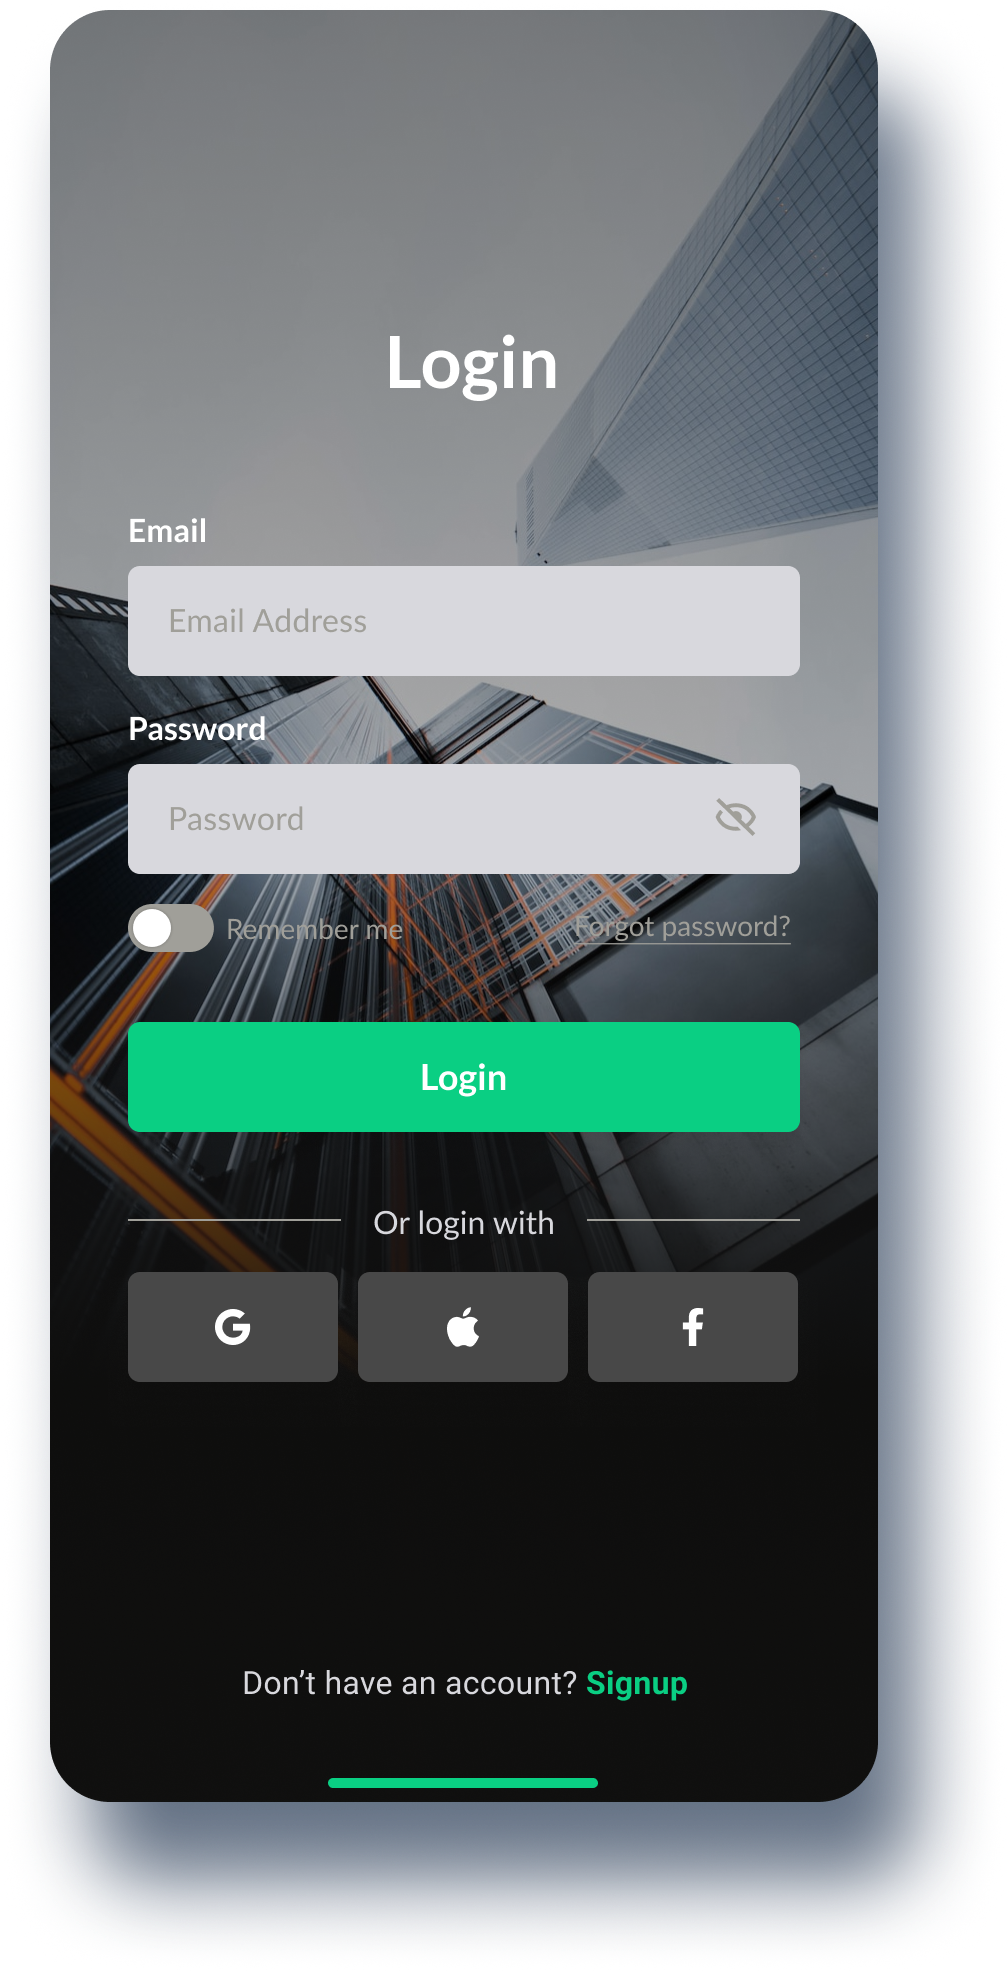 Login
Email
Email Address
Password
Password
Remember me
Forgot password?
Login
Or login with
Don’t have an account? Signup